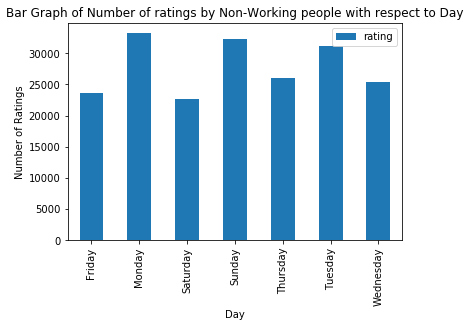 Bar Graph of Number of ratings by Non-Working people with respect to Day
rating
Number of Ratings
30000
25000
20000
15000
10000
5000
0
Friday
Monday
Saturday
Sunday
Thursday
Tuesday
Wednesday
Day